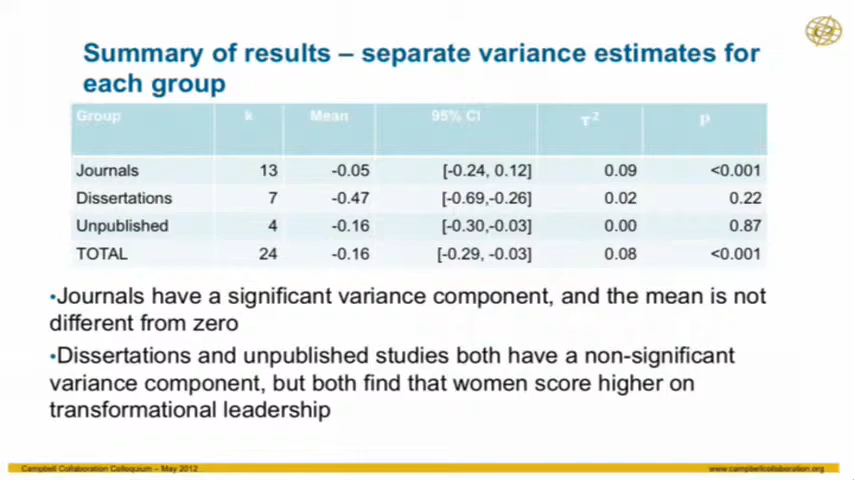 Summary of results – separate variance estimates for
each group
Group k Mean 95% CI τ² p
Journals 13 -0.05 [-0.24, 0.12] 0.09 <0.001
Dissertations 7 -0.47 [-0.69,-0.26] 0.02 0.22
Unpublished 4 -0.16 [-0.30,-0.03] 0.00 0.87
TOTAL 24 -0.16 [-0.29, -0.03] 0.08 <0.001
•Journals have a significant variance component, and the mean is not
different from zero
•Dissertations and unpublished studies both have a non-significant
variance component, but both find that women score higher on
transformational leadership
Campbell Collaboration Colloquium – May 2012 www.campbellcollaboration.org